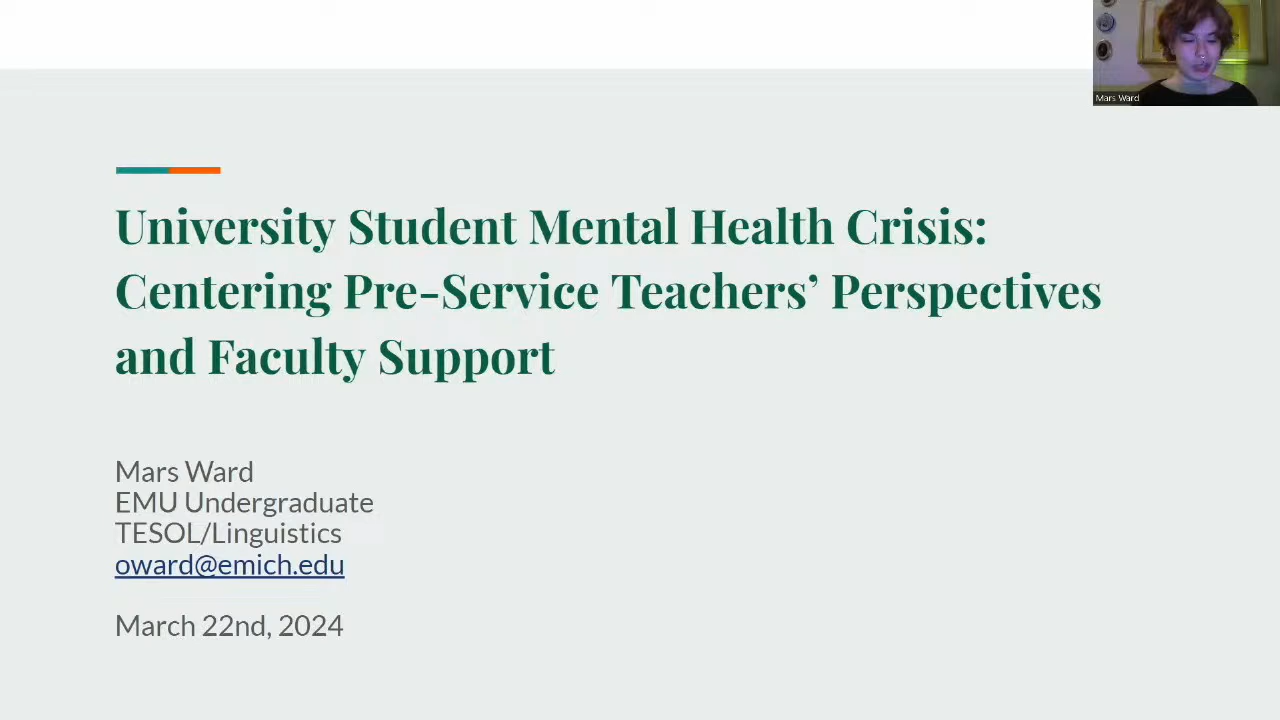 Mars Ward
University Student Mental Health Crisis:
Centering Pre-Service Teachers’ Perspectives
and Faculty Support
Mars Ward
EMU Undergraduate
TESOL/Linguistics
oward@emich.edu
March 22nd, 2024